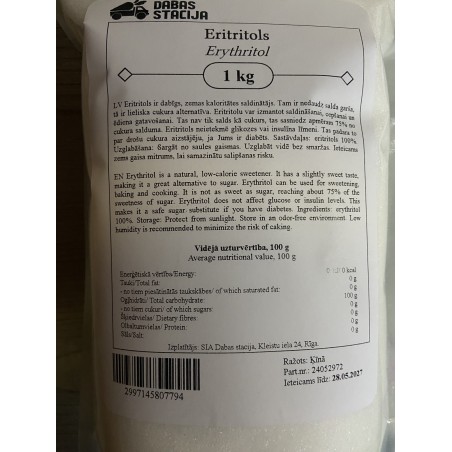 DABAS
STACIJA
Eritritols
Erythritol
1 kg
LV Eritritols ir dabīgs, zemas kaloritātes saldinātājs. Tam ir nedaudz salda garša,
tā ir lieliska cukura alternatīva. Eritritolu var izmantot saldināšanai, cepšanai un
ēdiena gatavošanai. Tas nav tik salds kā cukurs, tas sasniedz apmēram 75% no
cukura salduma. Eritritols neietekmē glikozes vai insulīna līmeni. Tas padara to
par drošu cukura aizstājēju, ja Jums ir diabēts. Sastāvdaļas: eritritols 100%.
Uzglabāšana: Sargāt no saules gaismas. Uzglabāt vidē bez smaržas. Ieteicams
zems gaisa mitrums, lai samazinātu salipšanas risku.
EN Erythritol is a natural, low-calorie sweetener. It has a slightly sweet taste,
making it a great alternative to sugar. Erythritol can be used for sweetening,
baking and cooking. It is not as sweet as sugar, reaching about 75% of the
sweetness of sugar. Erythritol does not affect glucose or insulin levels. This
makes it a safe sugar substitute if you have diabetes. Ingredients: erythritol
100%. Storage: Protect from sunlight. Store in an odor-free environment. Low
humidity is recommended to minimize the risk of caking.
Vidējā uzturvērtība, 100 g
Average nutritional value, 100 g
Enerģētiskā vērtība/Energy: 0 kcal
Tauki/Total fat: 0 g
- no tiem piesātinātās taukskābes/ of which saturated fat: 0 g
Ogļhidrāti/ Total carbohydrate: 100 g
- no tiem cukuri/ of which sugars: 0 g
Šķiedrvielas/ Dietary fibres 0 g
Olbaltumvielas/ Protein 0 g
Sāls/Salt: 0 g
Izplatītājs: SIA Dabas stacija, Kleistu iela 24, Rīga.
Ražots: Ķīnā
Part.nr.: 24052972
Ieteicams līdz: 28.05.2027
2997145807794